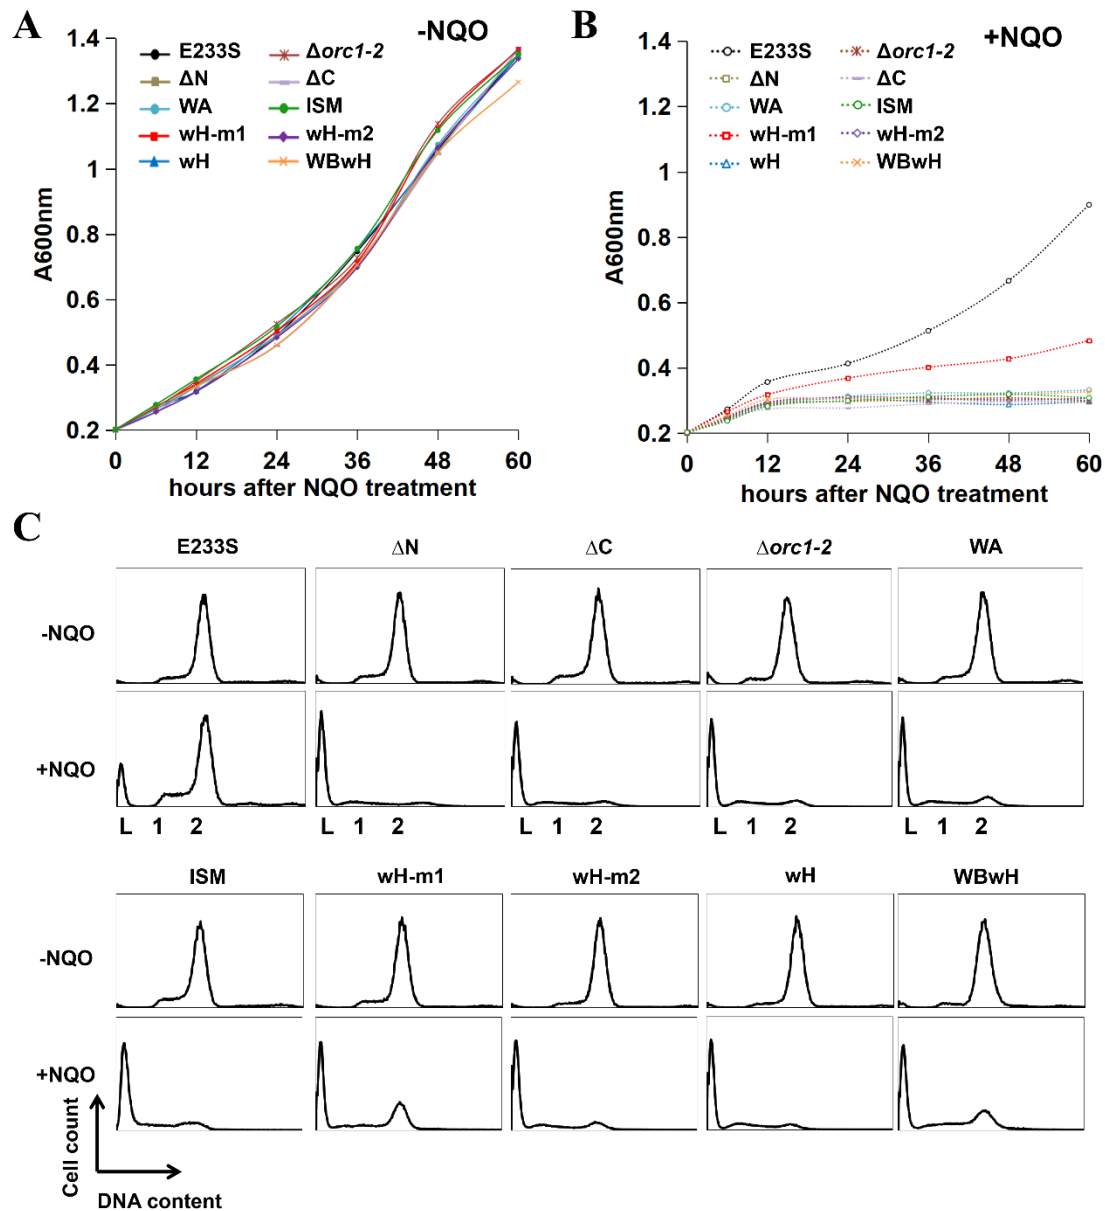 A
-NQO
1.4
1.2
1
0.8
0.6
0.4
0.2
A600nm
E233S
Δorc1-2
ΔN
ΔC
WA
ISM
wH-m1
wH-m2
wH
WBwH
0 12 24 36 48 60
hours after NQO treatment
B
+NQO
1.4
1.2
1
0.8
0.6
0.4
0.2
A600nm
E233S
Δorc1-2
ΔN
ΔC
WA
ISM
wH-m1
wH-m2
wH
WBwH
0 12 24 36 48 60
hours after NQO treatment
C
E233S ΔN ΔC Δorc1-2 WA
-NQO
+NQO
L 1 2 L 1 2 L 1 2 L 1 2 L 1 2
ISM wH-m1 wH-m2 wH WBwH
-NQO
+NQO
Cell count
DNA content